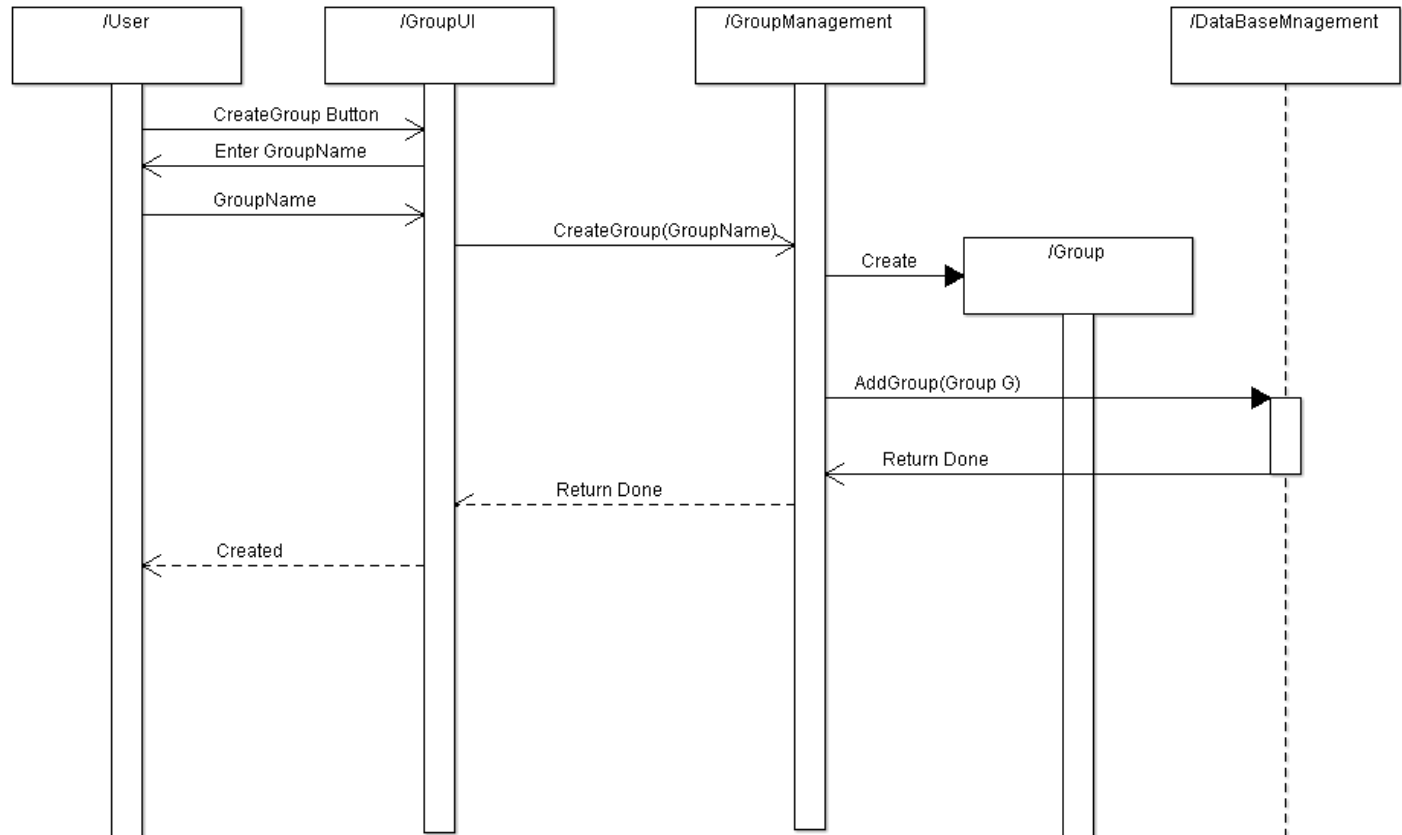 /User
/GroupUI
/GroupManagement
/DataBaseMnagement
CreateGroup Button
Enter GroupName
GroupName
CreateGroup(GroupName)
/Group
Create
AddGroup(Group G)
Return Done
Return Done
Created